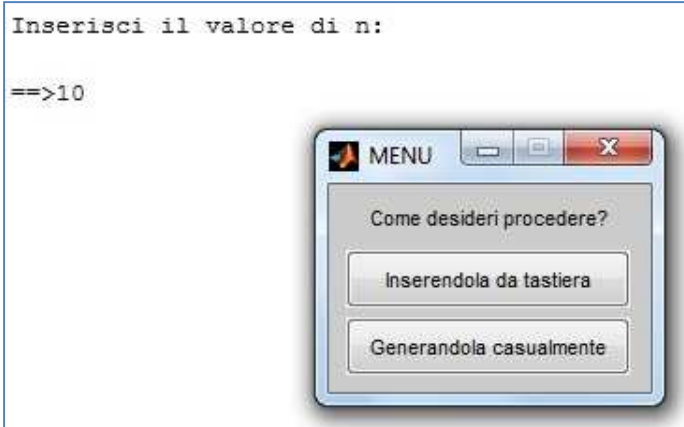 Inserisci il valore di n:
==>10
MENU
Come desideri procedere?
Inserendola da tastiera
Generandola casualmente